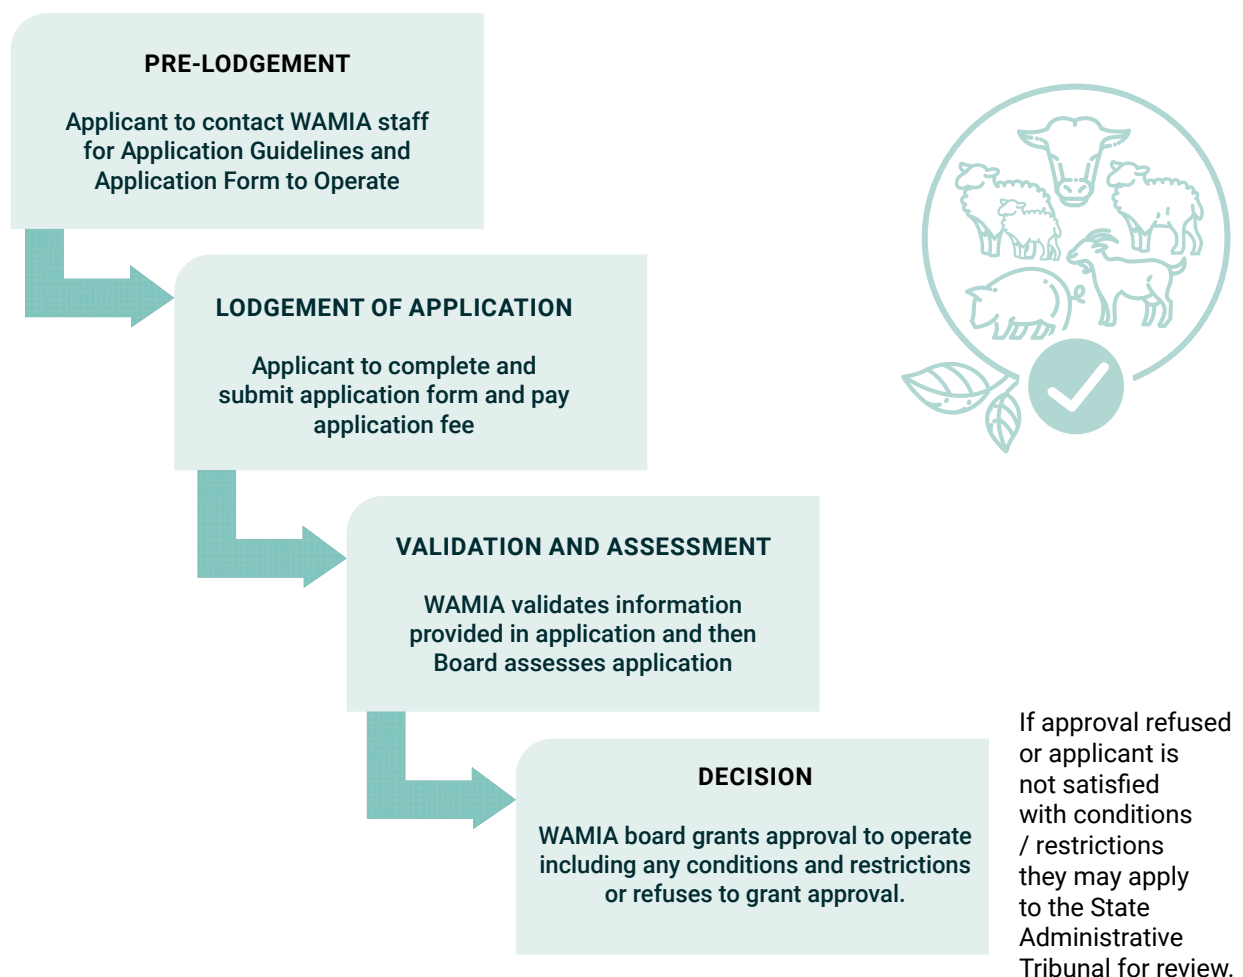 PRE-LODGEMENT
Applicant to contact WAMIA staff
for Application Guidelines and
Application Form to Operate
LODGEMENT OF APPLICATION
Applicant to complete and
submit application form and pay
application fee
VALIDATION AND ASSESSMENT
WAMIA validates information
provided in application and then
Board assesses application
DECISION
WAMIA board grants approval to operate
including any conditions and restrictions
or refuses to grant approval.
If approval refused
or applicant is
not satisfied
with conditions
/ restrictions
they may apply
to the State
Administrative
Tribunal for review.